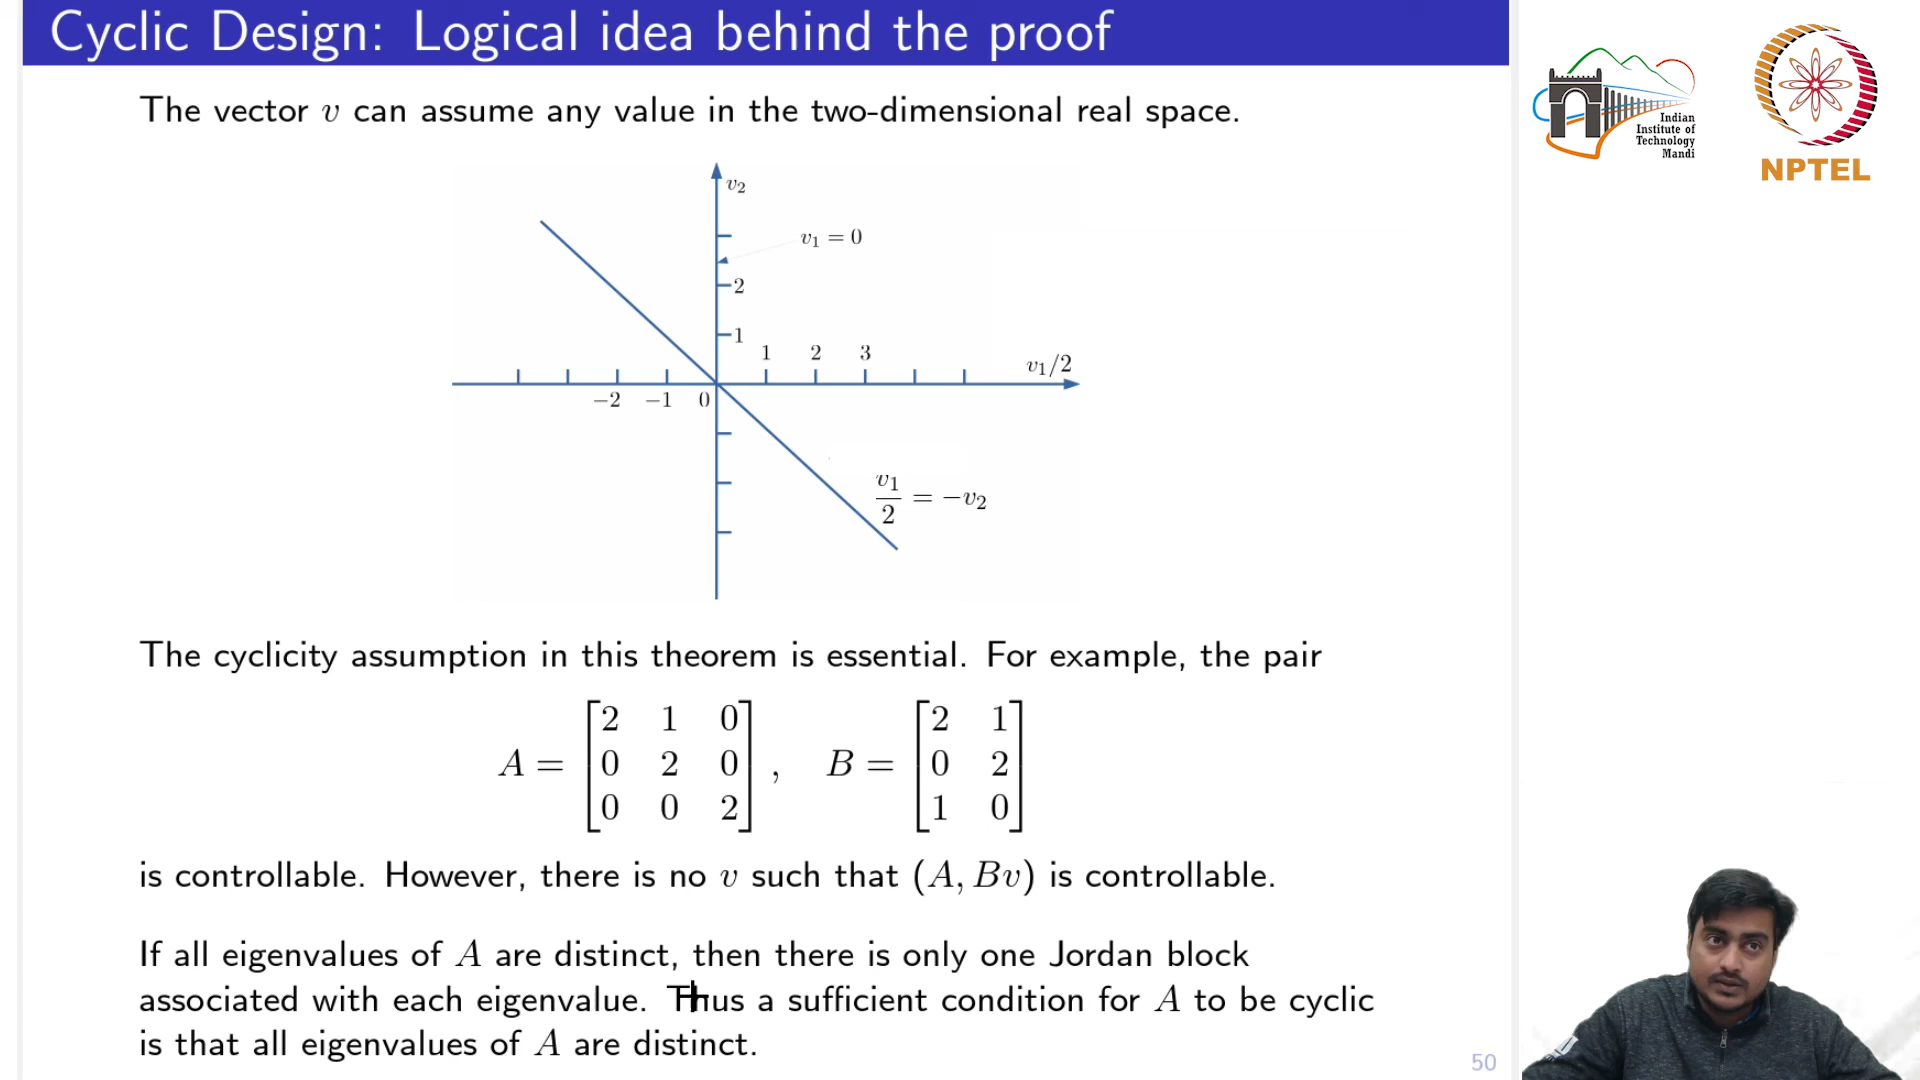 Cyclic Design: Logical idea behind the proof
Indian
Institute of
Technology
Mandi
NPTEL
The vector v can assume any value in the two-dimensional real space.
v₂
v₁ = 0
2
1
1 2 3
v₁/2
−2 −1 0
v₁/2 = −v₂
The cyclicity assumption in this theorem is essential. For example, the pair
A = [2 1 0; 0 2 0; 0 0 2], B = [2 1; 0 2; 1 0]
is controllable. However, there is no v such that (A, Bv) is controllable.
If all eigenvalues of A are distinct, then there is only one Jordan block
associated with each eigenvalue. Thus a sufficient condition for A to be cyclic
is that all eigenvalues of A are distinct.
50